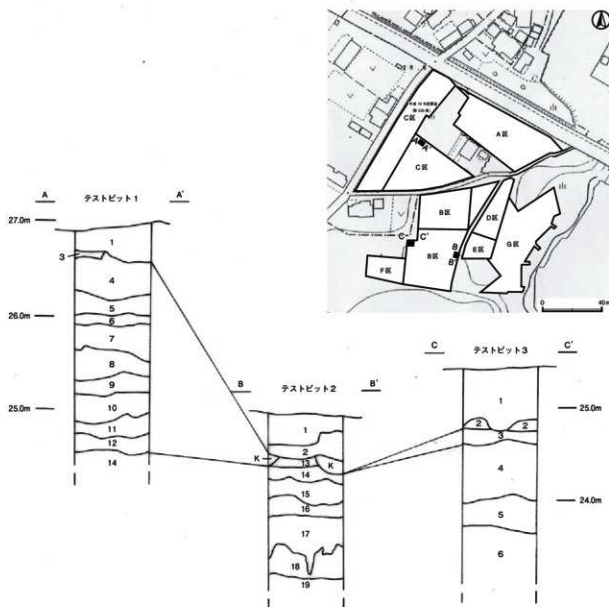 C区
A区
A
A'
C区
B区
D区
C
C'
B
B'
B区
E区
G区
F区
0
40m
A
テストピット1
A'
27.0m
1
3
4
5
6
26.0m
7
8
9
10
25.0m
11
12
14
B
テストピット2
B'
1
2
K
13
K
14
15
16
17
18
19
C
テストピット3
C'
1
25.0m
2
2
3
4
24.0m
5
6